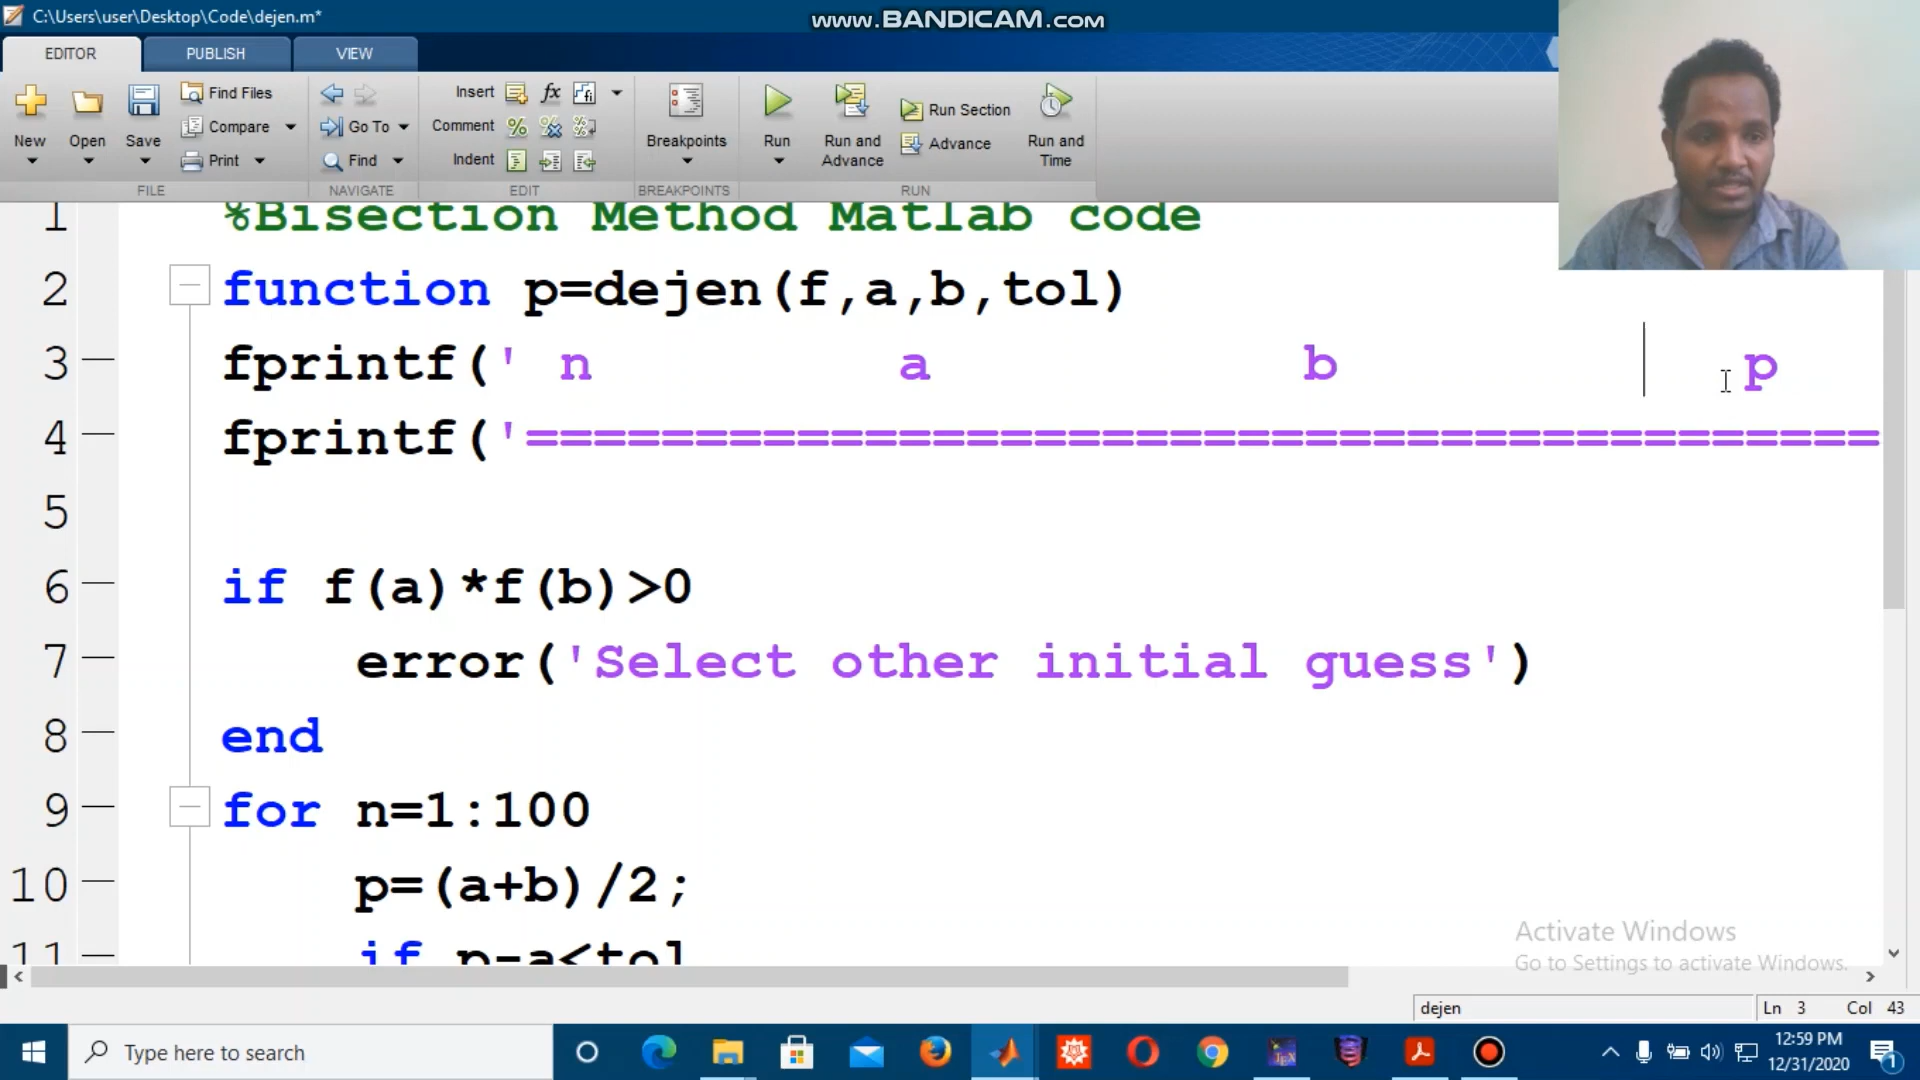 C:\Users\user\Desktop\Code\dejen.m*
www.BANDICAM.com
EDITOR PUBLISH VIEW
New Open Save Find Files Compare Print
Go To Find
Insert fx
Comment
Indent
Breakpoints
Run Run and Advance Run Section Advance Run and Time
FILE NAVIGATE EDIT BREAKPOINTS RUN
1 %Bisection Method Matlab code
2 function p=dejen(f,a,b,tol)
3 fprintf(' n a b p
4 fprintf('========================================
5
6 if f(a)*f(b)>0
7 error('Select other initial guess')
8 end
9 for n=1:100
10 p=(a+b)/2;
11 if p-a<tol
Activate Windows
Go to Settings to activate Windows.
dejen Ln 3 Col 43
Type here to search
12:59 PM
12/31/2020
1